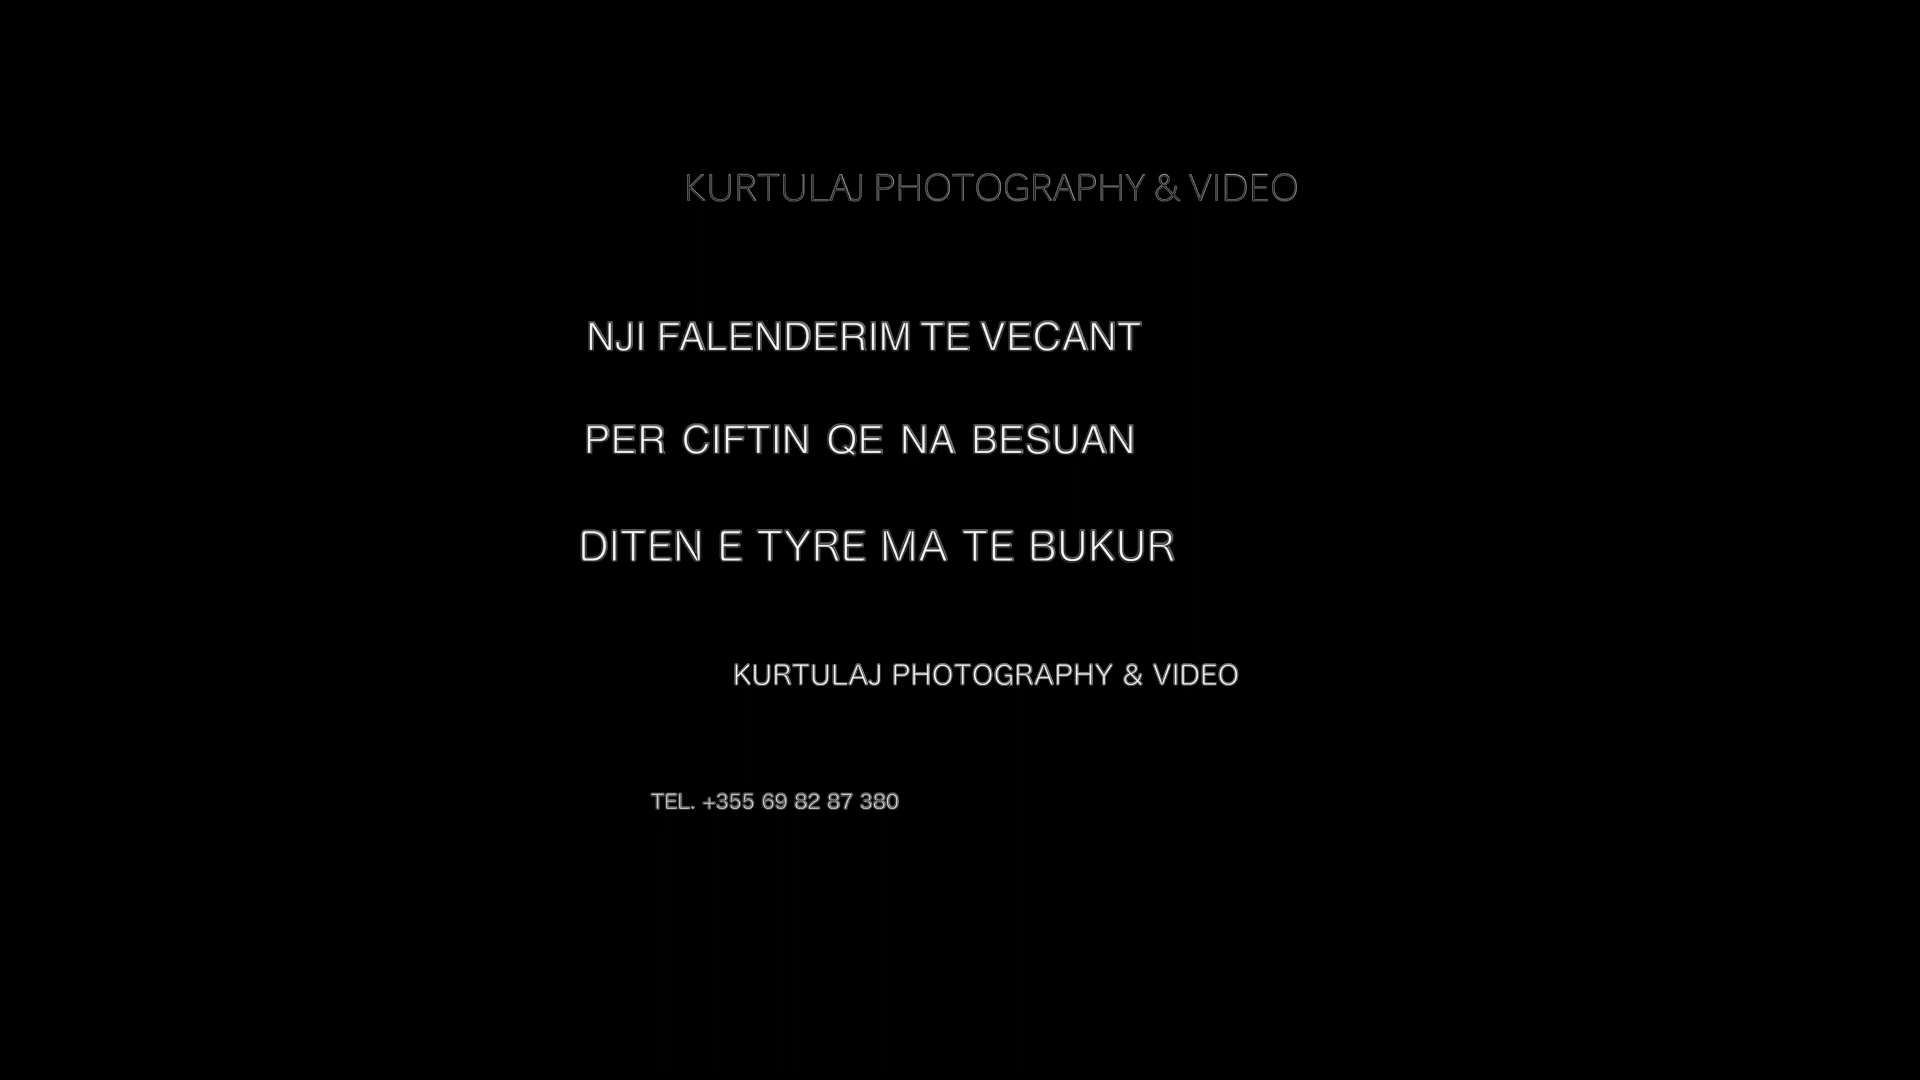 KURTULAJ PHOTOGRAPHY & VIDEO
NJI FALENDERIM TE VECANT
PER CIFTIN QE NA BESUAN
DITEN E TYRE MA TE BUKUR
KURTULAJ PHOTOGRAPHY & VIDEO
TEL. +355 69 82 87 380